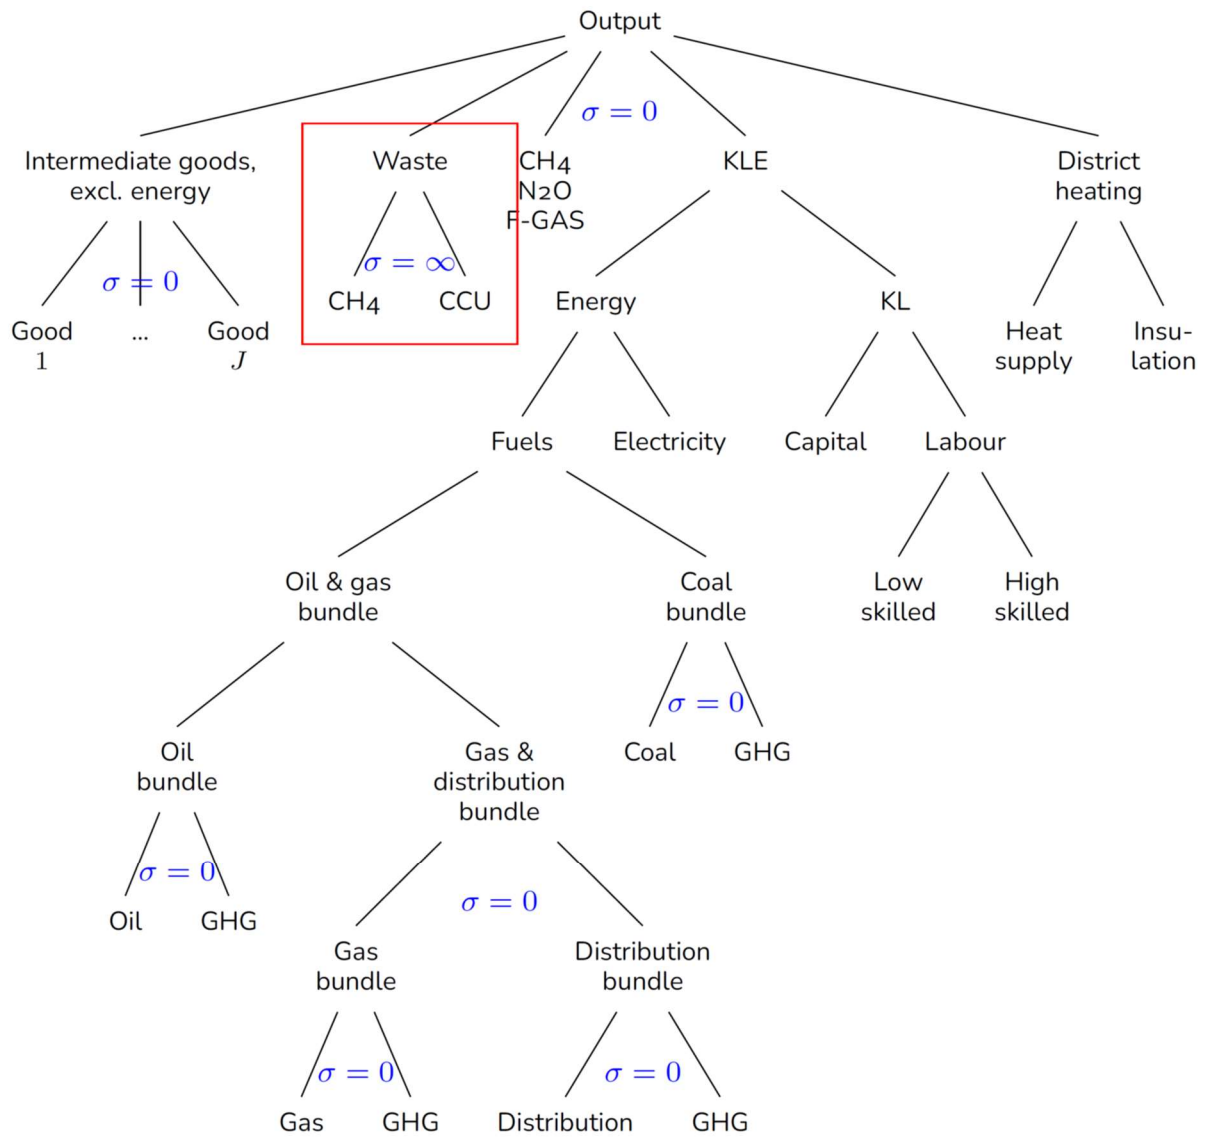 Output
σ = 0
Intermediate goods,
excl. energy
Waste
CH4
N2O
F-GAS
KLE
District
heating
σ = 0
σ = ∞
Good
1
...
Good
J
CH4
CCU
Energy
KL
Heat
supply
Insu-
lation
Fuels
Electricity
Capital
Labour
Oil & gas
bundle
Coal
bundle
Low
skilled
High
skilled
σ = 0
Oil
bundle
Gas &
distribution
bundle
Coal
GHG
σ = 0
σ = 0
Oil
GHG
Gas
bundle
Distribution
bundle
σ = 0
σ = 0
Gas
GHG
Distribution
GHG